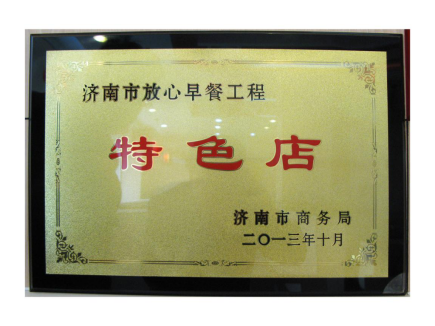 济南市放心早餐工程
特色店
济南市商务局
二〇一三年十月